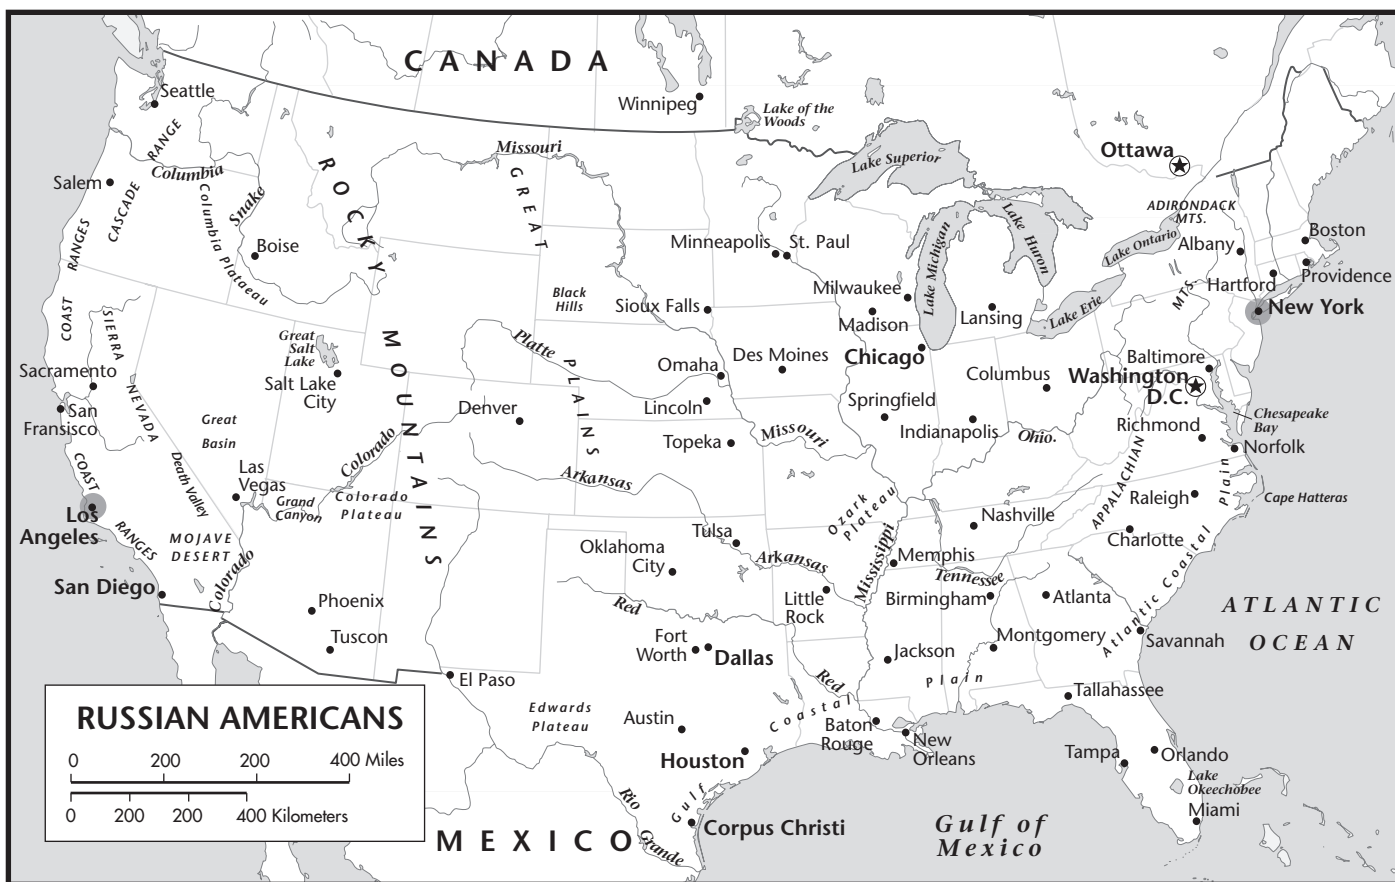 CANADA
Seattle
Winnipeg
Lake of the
Woods
RANGE
Missouri
Lake Superior
Ottawa
Columbia
Salem
CASCADE
Columbia Plataeau
Snake
ROCKY
GREAT
ADIRONDACK
MTS.
Lake Huron
RANGES
Boise
Minneapolis
St. Paul
Lake Michigan
Lake Ontario
Albany
Boston
Providence
Hartford
MTS.
COAST
SIERRA
Black
Hills
Sioux Falls
Milwaukee
Madison
Lansing
Lake Erie
New York
Great
Salt
Lake
MOUNTAINS
Platte
PLAINS
Omaha
Des Moines
Chicago
Baltimore
Washington
D.C.
Sacramento
NEVADA
Salt Lake
City
Columbus
San
Fransisco
Great
Basin
Denver
Lincoln
Springfield
Indianapolis
Ohio.
Chesapeake
Bay
Richmond
Norfolk
Topeka
Missouri
Colorado
COAST
Death Valley
Las
Vegas
Grand
Canyon
Colorado
Plateau
Arkansas
Ozark
Plateau
APPALACHIAN
Raleigh
Plain
Cape Hatteras
Los
Angeles
RANGES
MOJAVE
DESERT
Colorado
Tulsa
Oklahoma
City
Arkansas
Mississippi
Nashville
Memphis
Charlotte
San Diego
Phoenix
Tuscon
Red
Little
Rock
Tennessee
Birmingham
Atlanta
Atlantic Coastal
ATLANTIC
OCEAN
Fort
Worth
Dallas
Jackson
Montgomery
Savannah
El Paso
Red
Plain
Tallahassee
Edwards
Plateau
Austin
Coastal
Baton
Rouge
New
Orleans
Houston
Tampa
Orlando
Lake
Okeechobee
Miami
Rio
Grande
Gulf
Corpus Christi
Gulf of
Mexico
MEXICO
RUSSIAN AMERICANS
0 200 200 400 Miles
0 200 200 400 Kilometers